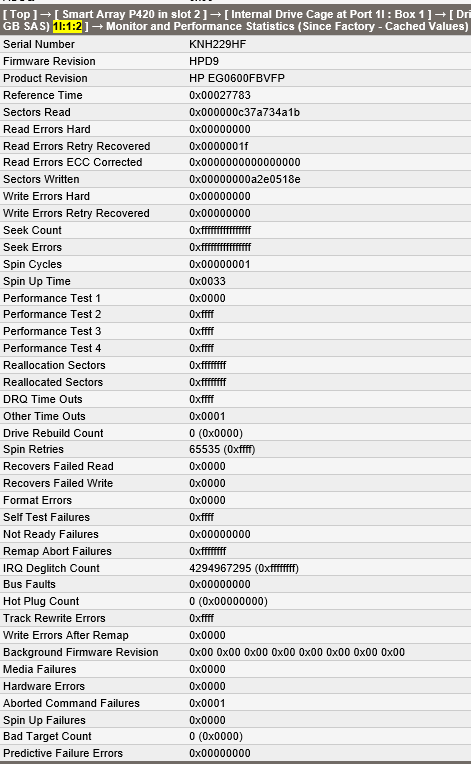 [ Top ] → [ Smart Array P420 in slot 2 ] → [ Internal Drive Cage at Port 1I : Box 1 ] → [ Dri
GB SAS) 1I:1:2 ] → Monitor and Performance Statistics (Since Factory - Cached Values)
Serial Number KNH229HF
Firmware Revision HPD9
Product Revision HP EG0600FBVFP
Reference Time 0x00027783
Sectors Read 0x000000c37a734a1b
Read Errors Hard 0x00000000
Read Errors Retry Recovered 0x0000001f
Read Errors ECC Corrected 0x0000000000000000
Sectors Written 0x00000000a2e0518e
Write Errors Hard 0x00000000
Write Errors Retry Recovered 0x00000000
Seek Count 0xffffffffffffffff
Seek Errors 0xffffffffffffffff
Spin Cycles 0x00000001
Spin Up Time 0x0033
Performance Test 1 0x0000
Performance Test 2 0xffff
Performance Test 3 0xffff
Performance Test 4 0xffff
Reallocation Sectors 0xffffffff
Reallocated Sectors 0xffffffff
DRQ Time Outs 0xffff
Other Time Outs 0x0001
Drive Rebuild Count 0 (0x0000)
Spin Retries 65535 (0xffff)
Recovers Failed Read 0x0000
Recovers Failed Write 0x0000
Format Errors 0x0000
Self Test Failures 0xffff
Not Ready Failures 0x00000000
Remap Abort Failures 0xffffffff
IRQ Deglitch Count 4294967295 (0xffffffff)
Bus Faults 0x00000000
Hot Plug Count 0 (0x00000000)
Track Rewrite Errors 0xffff
Write Errors After Remap 0x0000
Background Firmware Revision 0x00 0x00 0x00 0x00 0x00 0x00 0x00 0x00
Media Failures 0x0000
Hardware Errors 0x0000
Aborted Command Failures 0x0001
Spin Up Failures 0x0000
Bad Target Count 0 (0x0000)
Predictive Failure Errors 0x00000000